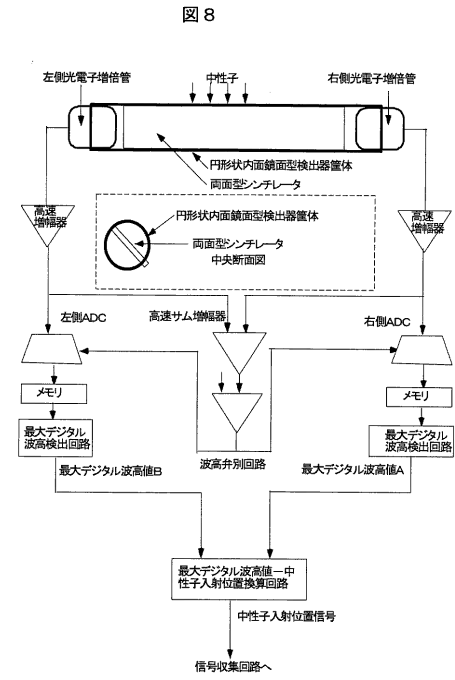 図8
左側光電子増倍管
中性子
右側光電子増倍管
円形状内面鏡面型検出器筐体
両面型シンチレータ
高速
増幅器
高速
増幅器
円形状内面鏡面型検出器筐体
両面型シンチレータ
中央断面図
左側ADC
高速サム増幅器
右側ADC
メモリ
メモリ
最大デジタル
波高検出回路
最大デジタル
波高検出回路
波高弁別回路
最大デジタル波高値B
最大デジタル波高値A
最大デジタル波高値ー中
性子入射位置換算回路
中性子入射位置信号
信号収集回路へ